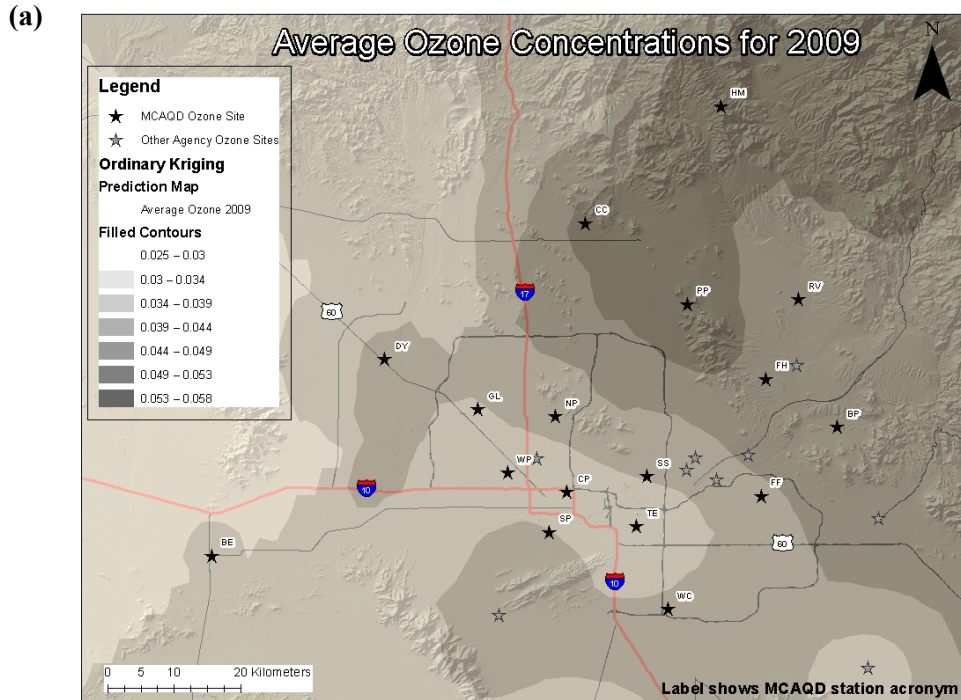 (a)
Average Ozone Concentrations for 2009
N
Legend
MCAQD Ozone Site
Other Agency Ozone Sites
Ordinary Kriging
Prediction Map
Average Ozone 2009
Filled Contours
0.025 – 0.03
0.03 – 0.034
0.034 – 0.039
0.039 – 0.044
0.044 – 0.049
0.049 – 0.053
0.053 – 0.058
HM
CC
17
PP
RV
60
DY
FH
GL
NP
BP
WP
SS
10
CP
FF
SP
TE
BE
60
10
WC
0 5 10 20 Kilometers
Label shows MCAQD station acronym